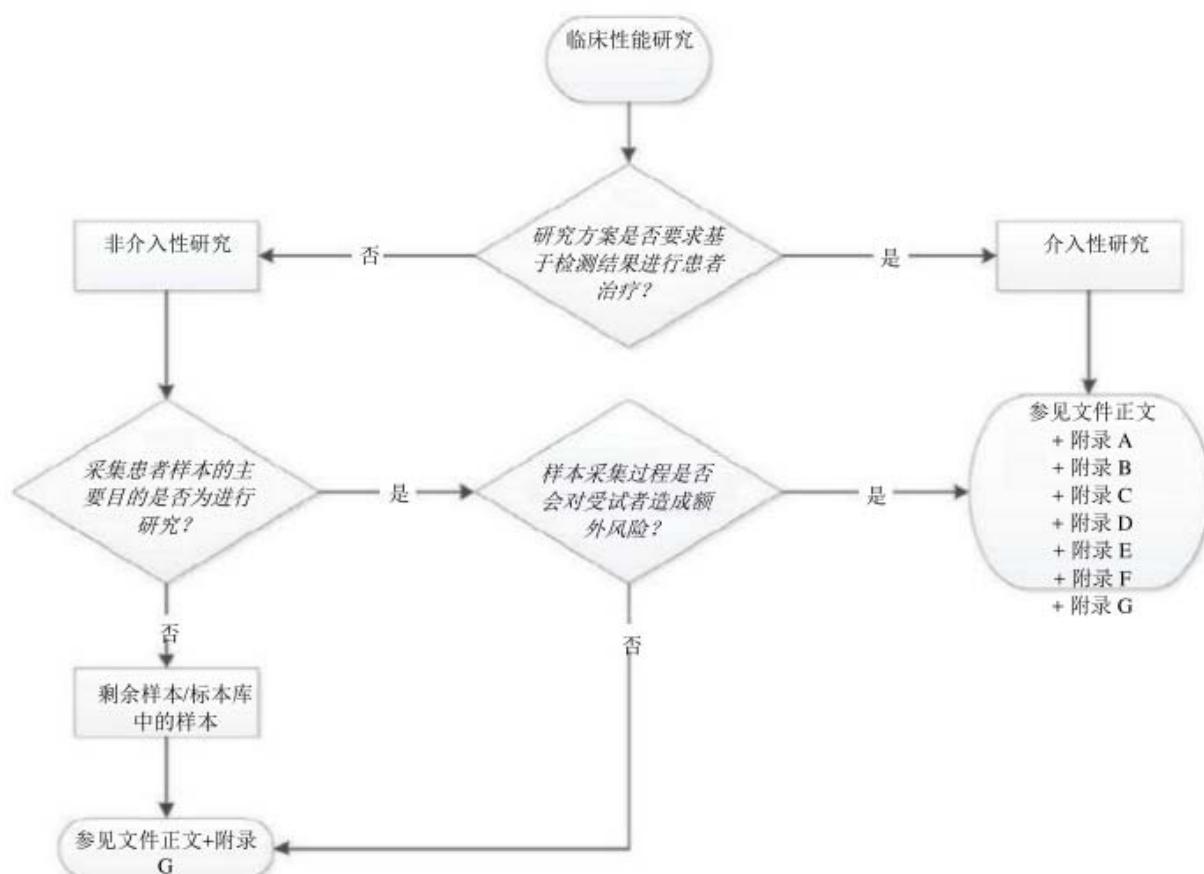 临床性能研究
研究方案是否要求基
于检测结果进行患者
治疗？
否
是
非介入性研究
介入性研究
采集患者样本的主
要目的是否为进行
研究？
是
样本采集过程是否
会对受试者造成额
外风险？
是
参见文件正文
+ 附录 A
+ 附录 B
+ 附录 C
+ 附录 D
+ 附录 E
+ 附录 F
+ 附录 G
否
否
剩余样本/标本库
中的样本
参见文件正文+附录
G